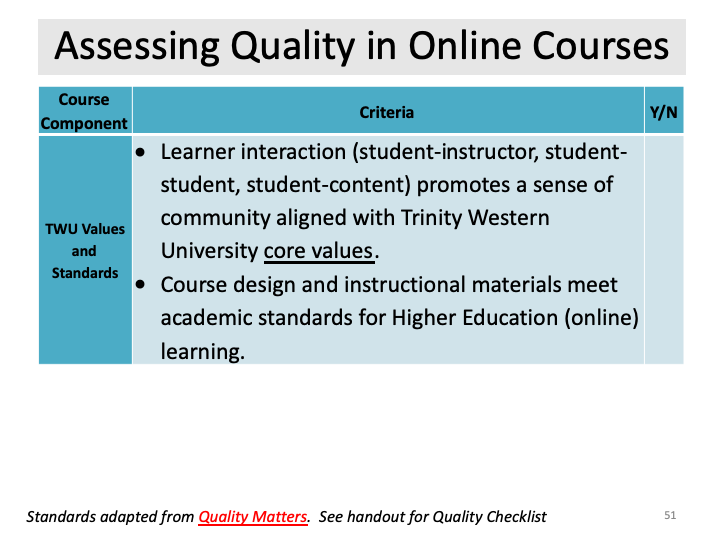 Assessing Quality in Online Courses
Course
Component
Criteria
Y/N
TWU Values
and
Standards
• Learner interaction (student-instructor, student-
student, student-content) promotes a sense of
community aligned with Trinity Western
University core values.
• Course design and instructional materials meet
academic standards for Higher Education (online)
learning.
Standards adapted from Quality Matters.  See handout for Quality Checklist
51